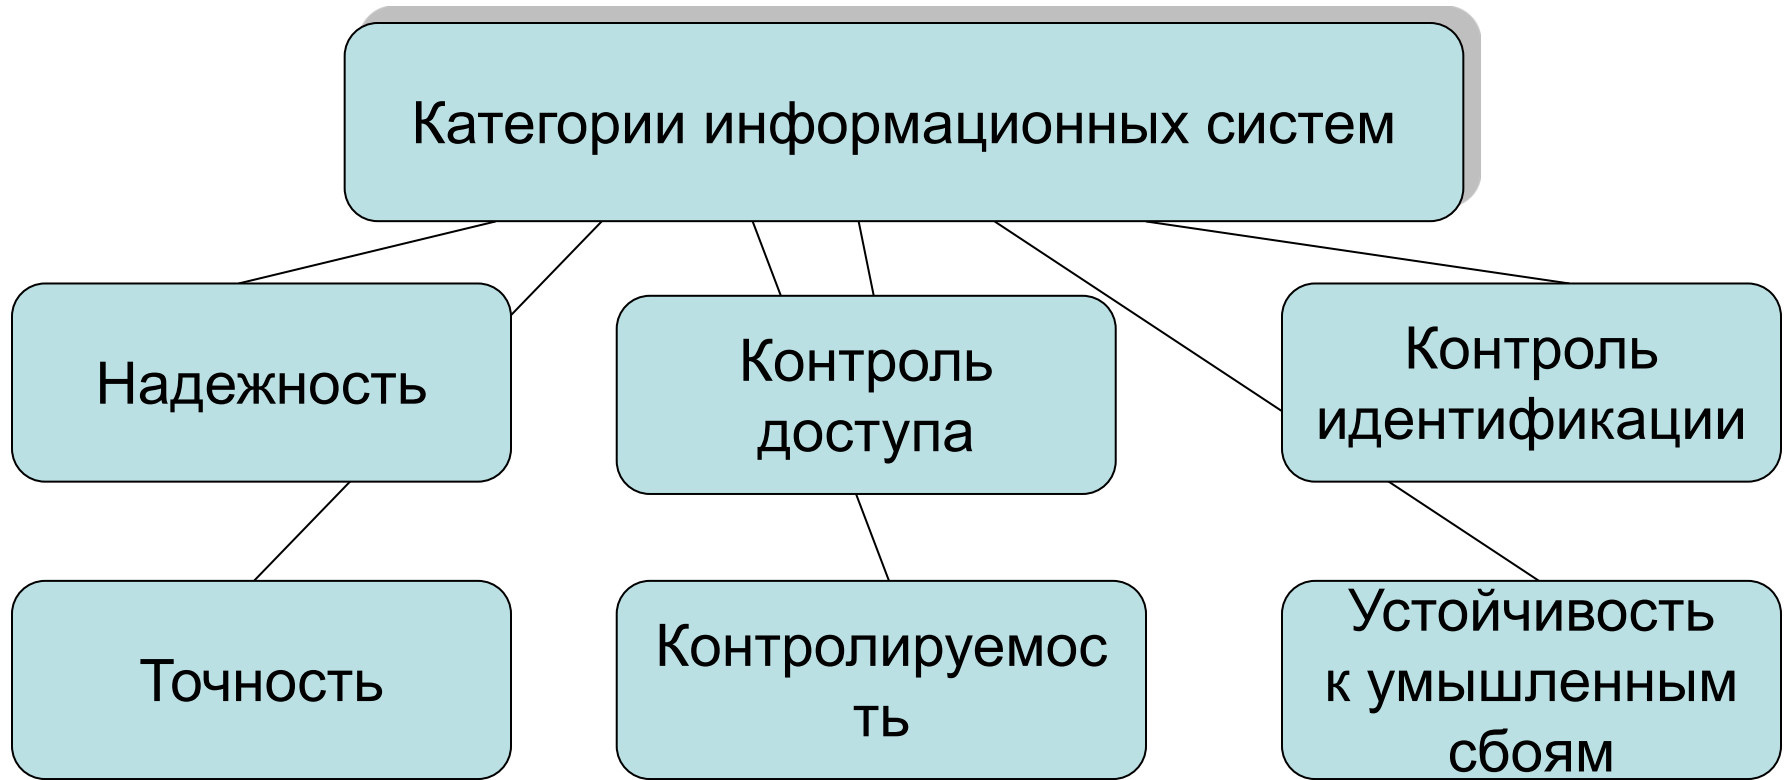 Категории информационных систем
Надежность
Контроль
доступа
Контроль
идентификации
Точность
Контролируемос
ть
Устойчивость
к умышленным
сбоям